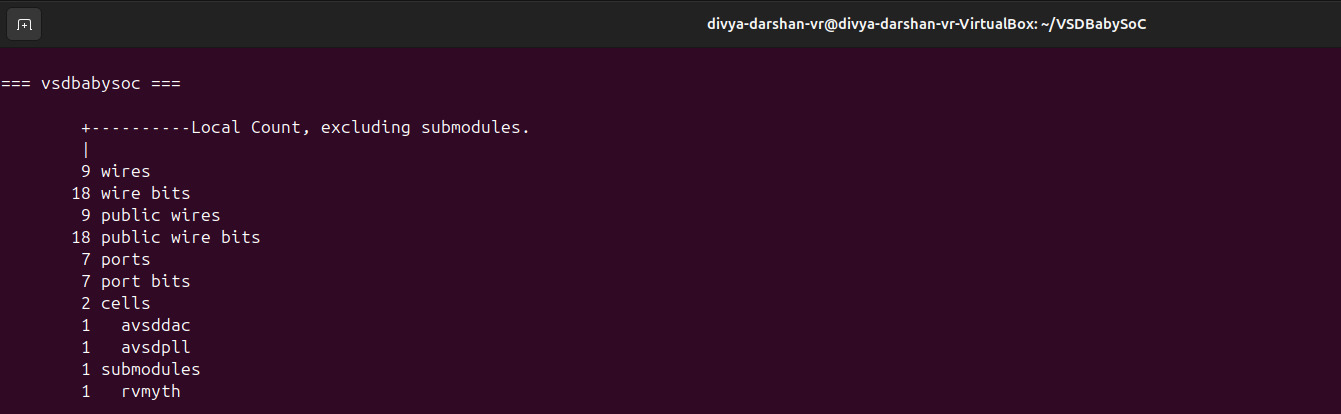 divya-darshan-vr@divya-darshan-vr-VirtualBox: ~/VSDBabySoC
=== vsdbabysoc ===
+----------Local Count, excluding submodules.
|
9 wires
18 wire bits
9 public wires
18 public wire bits
7 ports
7 port bits
2 cells
1   avsddac
1   avsdpll
1 submodules
1   rvmyth